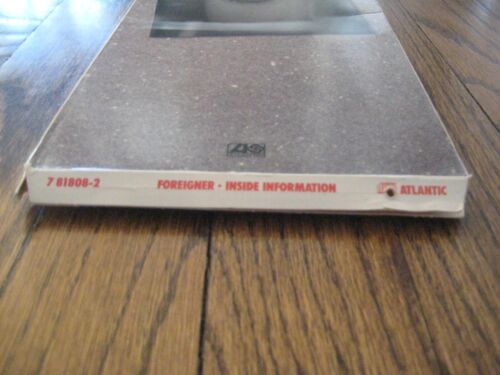 7 81808-2 FOREIGNER · INSIDE INFORMATION ATLANTIC